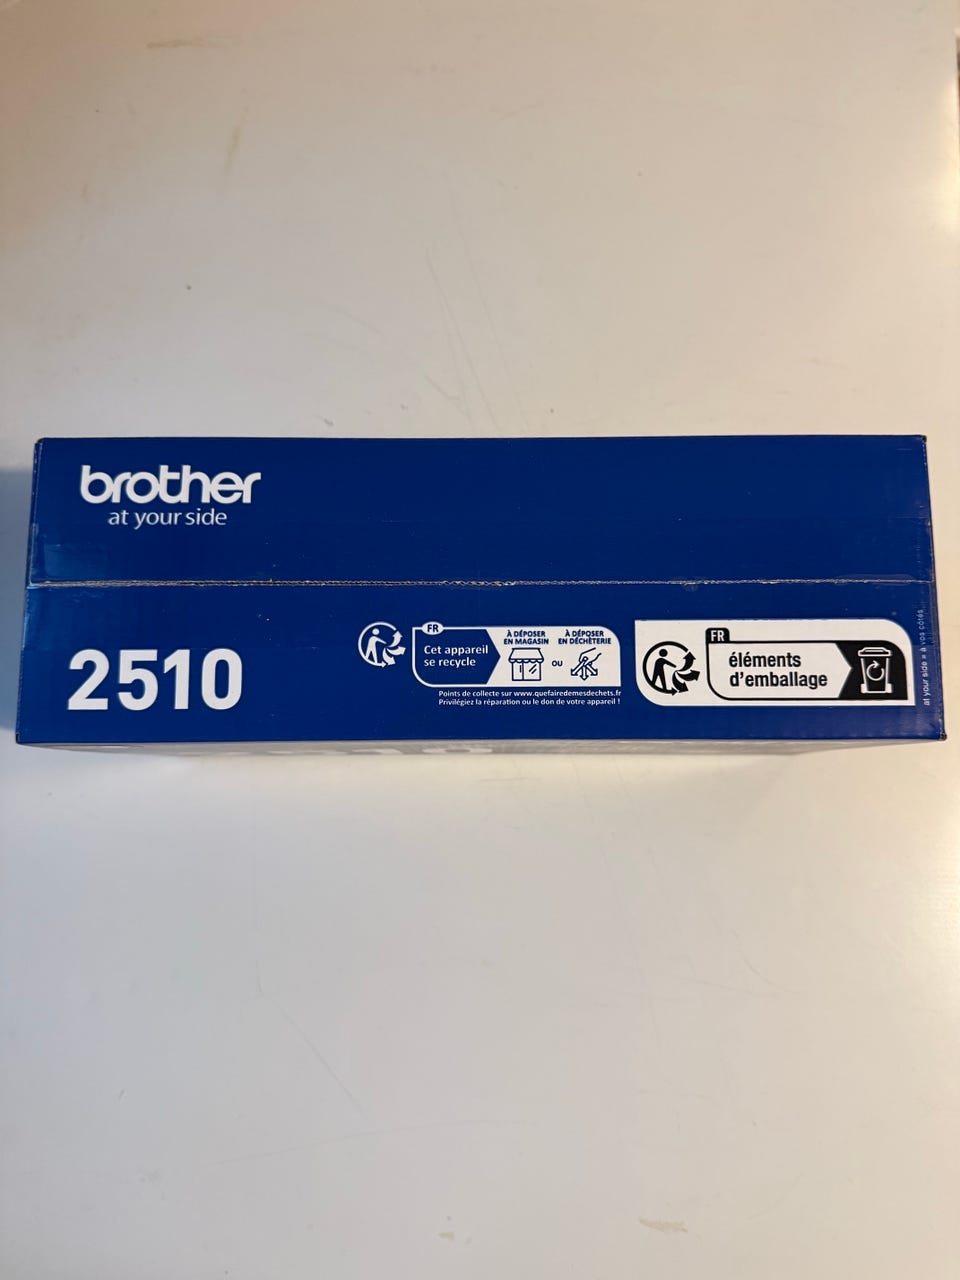 brother
at your side
2510
FR
Cet appareil
se recycle
À DÉPOSER
EN MAGASIN
OU
À DÉPOSER
EN DÉCHÈTERIE
Points de collecte sur www.quefairedemesdechets.fr
Privilégiez la réparation ou le don de votre appareil !
FR
éléments
d'emballage
at your side = à vos côtés